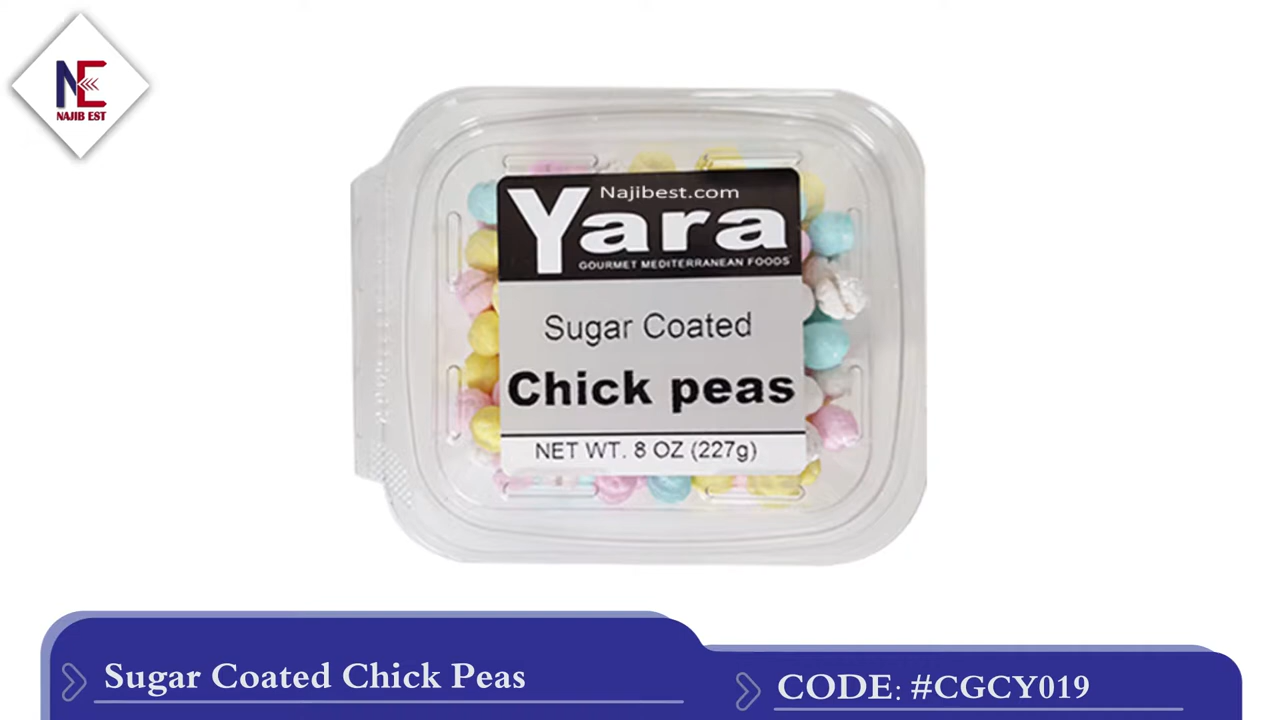 NE
NAJIB EST
Najibest.com
Yara
GOURMET MEDITERRANEAN FOODS
Sugar Coated
Chick peas
NET WT. 8 OZ (227g)
Sugar Coated Chick Peas
CODE: #CGCY019